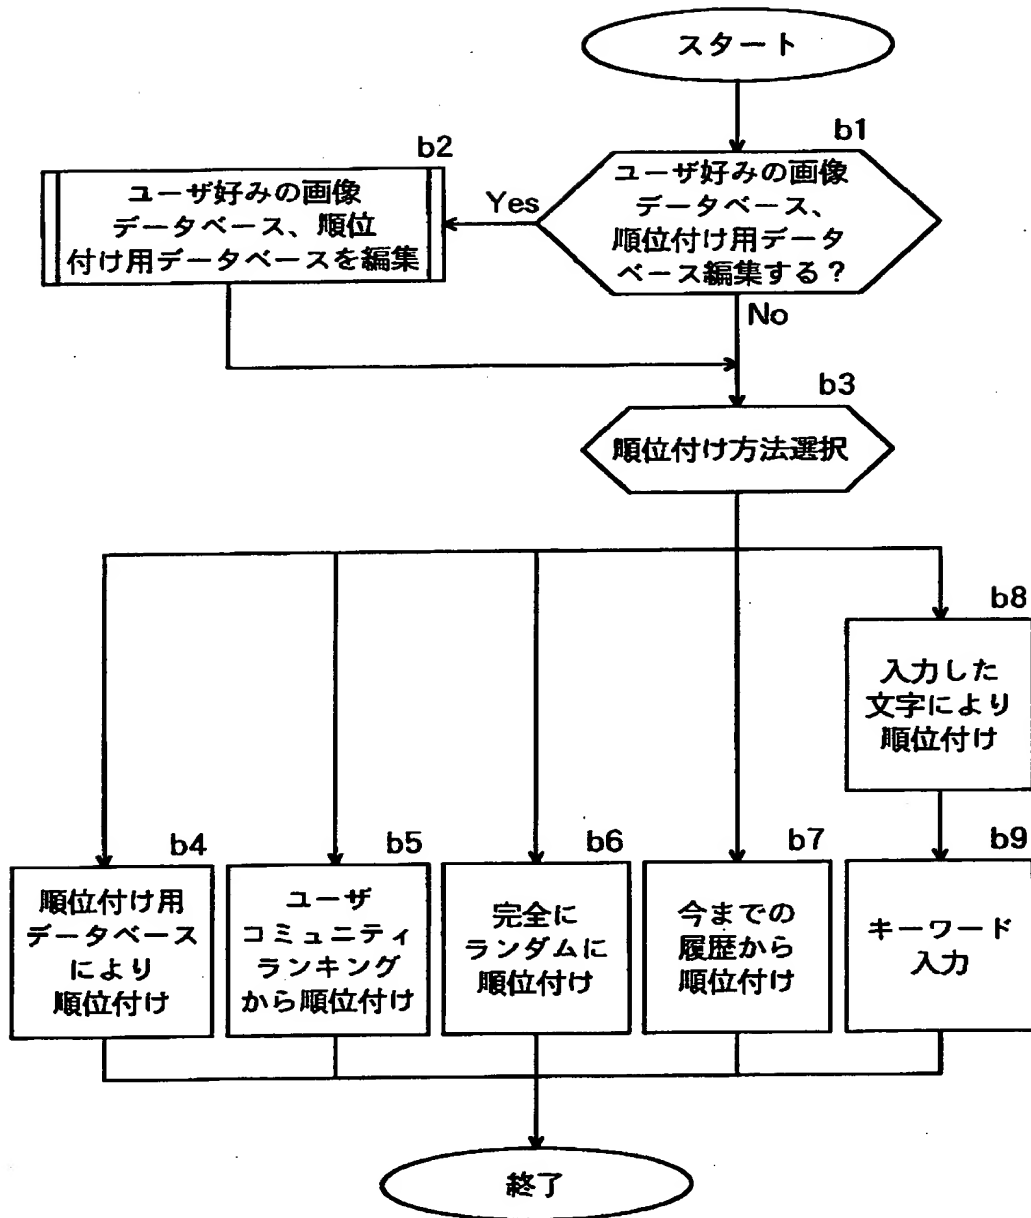 スタート
b1
ユーザ好みの画像
データベース、
順位付け用データ
ベース編集する？
Yes
b2
ユーザ好みの画像
データベース、順位
付け用データベースを編集
No
b3
順位付け方法選択
b4
順位付け用
データベース
により
順位付け
b5
ユーザ
コミュニティ
ランキング
から順位付け
b6
完全に
ランダムに
順位付け
b7
今までの
履歴から
順位付け
b8
入力した
文字により
順位付け
b9
キーワード
入力
終了